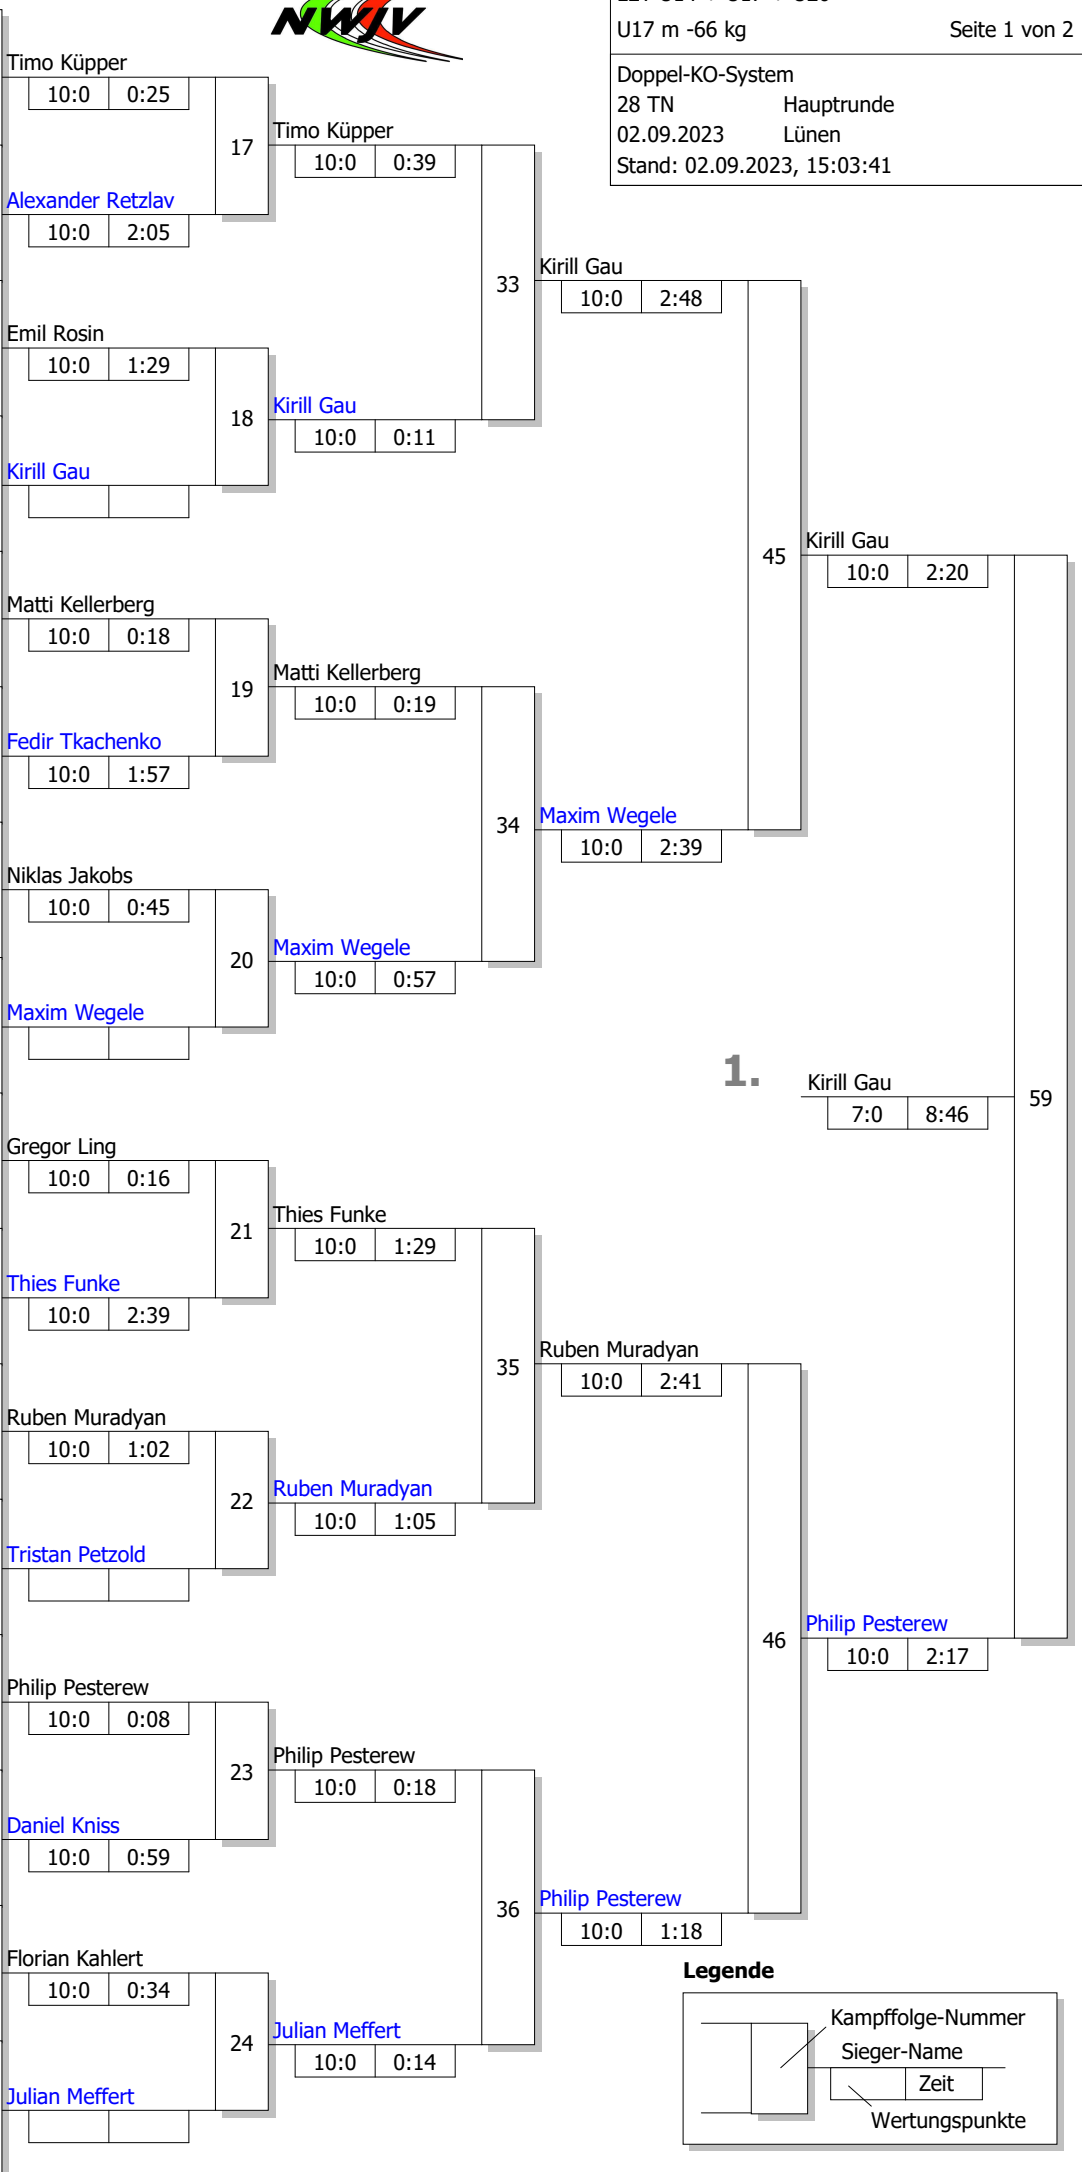 NWJV
U17 m -66 kg Seite 1 von 2
Doppel-KO-System
28 TN Hauptrunde
02.09.2023 Lünen
Stand: 02.09.2023, 15:03:41
Timo Küpper
10:0 0:25
17
Timo Küpper
10:0 0:39
Alexander Retzlav
10:0 2:05
33
Kirill Gau
10:0 2:48
Emil Rosin
10:0 1:29
18
Kirill Gau
10:0 0:11
Kirill Gau
45
Kirill Gau
10:0 2:20
Matti Kellerberg
10:0 0:18
19
Matti Kellerberg
10:0 0:19
Fedir Tkachenko
10:0 1:57
34
Maxim Wegele
10:0 2:39
Niklas Jakobs
10:0 0:45
20
Maxim Wegele
10:0 0:57
Maxim Wegele
1.
Kirill Gau
7:0 8:46
59
Gregor Ling
10:0 0:16
21
Thies Funke
10:0 1:29
Thies Funke
10:0 2:39
35
Ruben Muradyan
10:0 2:41
Ruben Muradyan
10:0 1:02
22
Ruben Muradyan
10:0 1:05
Tristan Petzold
46
Philip Pesterew
10:0 2:17
Philip Pesterew
10:0 0:08
23
Philip Pesterew
10:0 0:18
Daniel Kniss
10:0 0:59
36
Philip Pesterew
10:0 1:18
Florian Kahlert
10:0 0:34
24
Julian Meffert
10:0 0:14
Julian Meffert
Legende
Kampffolge-Nummer
Sieger-Name
Zeit
Wertungspunkte